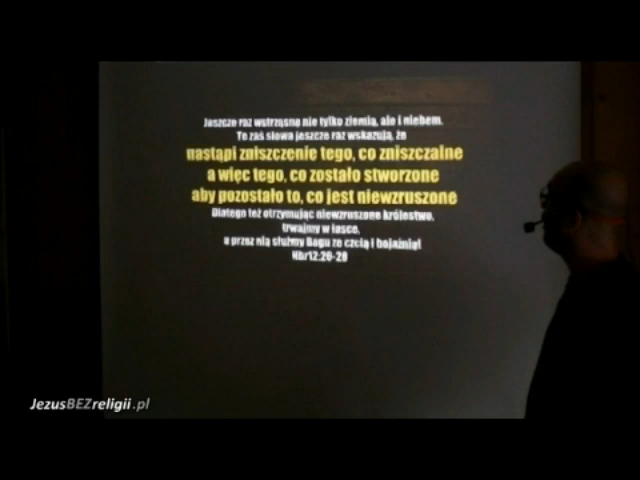 Jeszcze raz wstrząsnę nie tylko ziemią, ale i niebem.
Te zaś słowa jeszcze raz wskazują, że
nastąpi zniszczenie tego, co zniszczalne
a więc tego, co zostało stworzone
aby pozostało to, co jest niewzruszone
Dlatego też otrzymując niewzruszone królestwo,
trwajmy w łasce,
a przez nią służmy Bogu ze czcią i bojaźnią!
Hbr12:26-28
JezusBEZreligii.pl